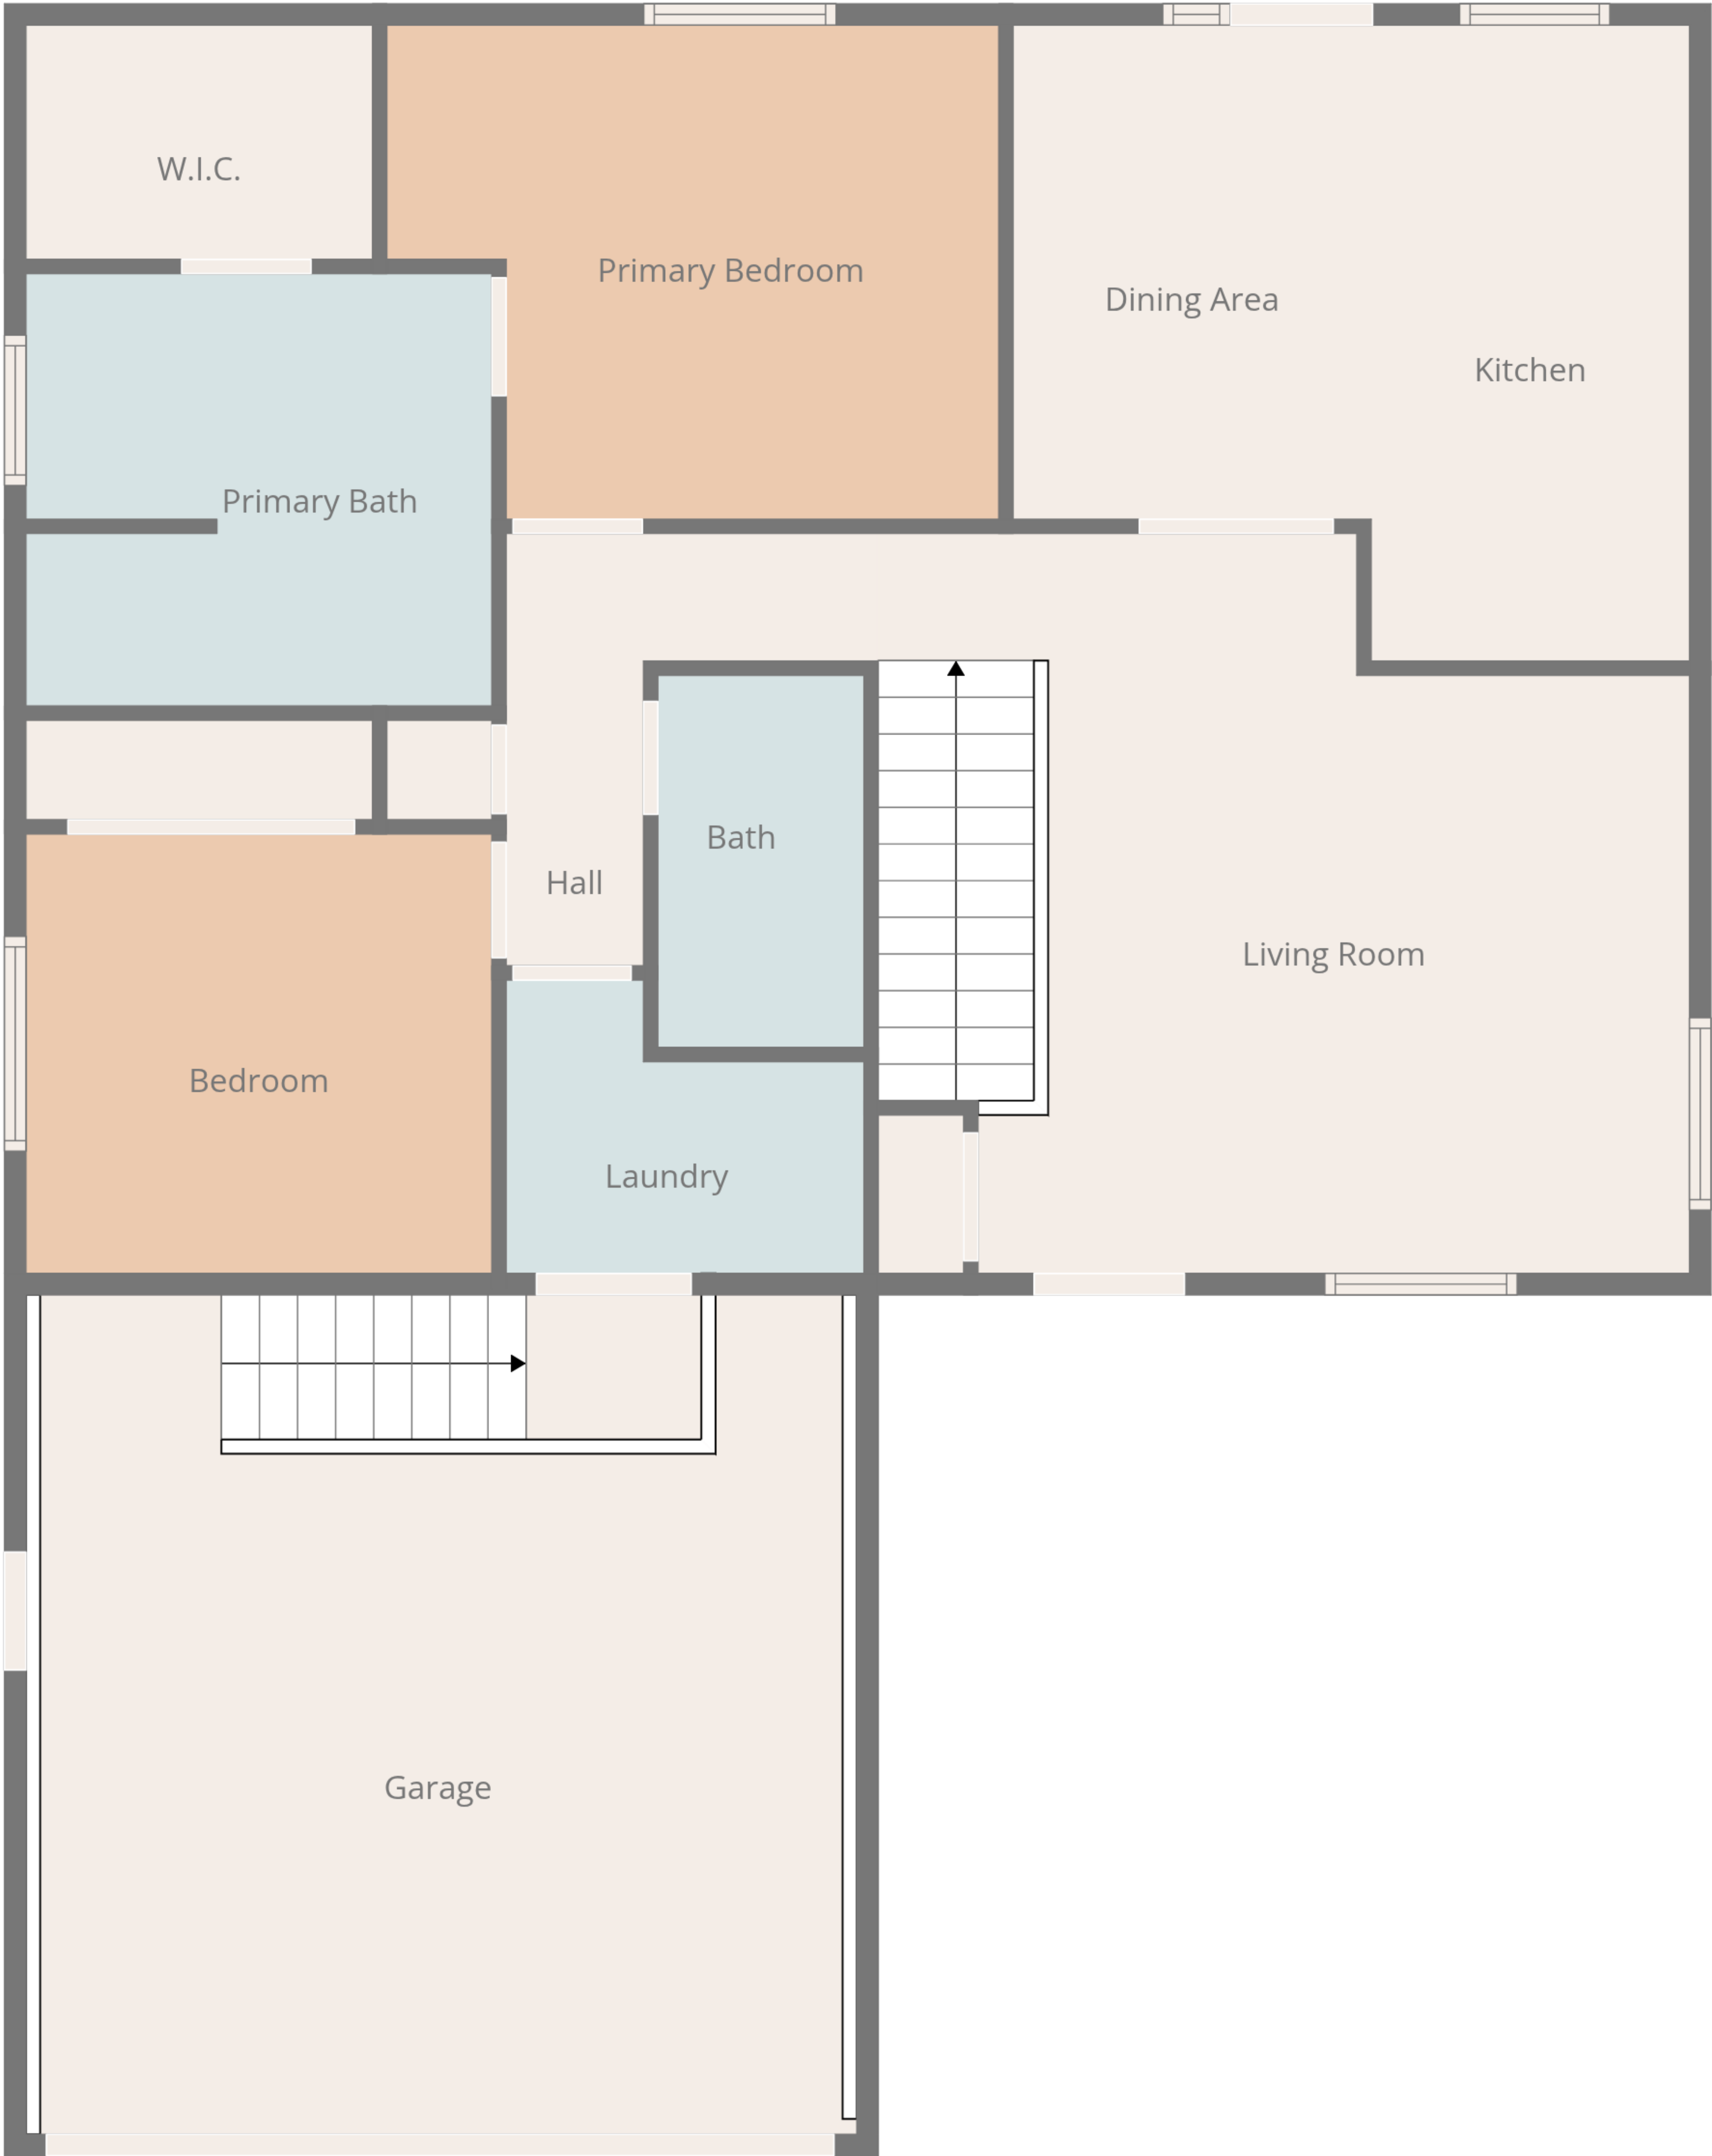 W.I.C.
Primary Bedroom
Dining Area
Kitchen
Primary Bath
Bath
Hall
Living Room
Bedroom
Laundry
Garage